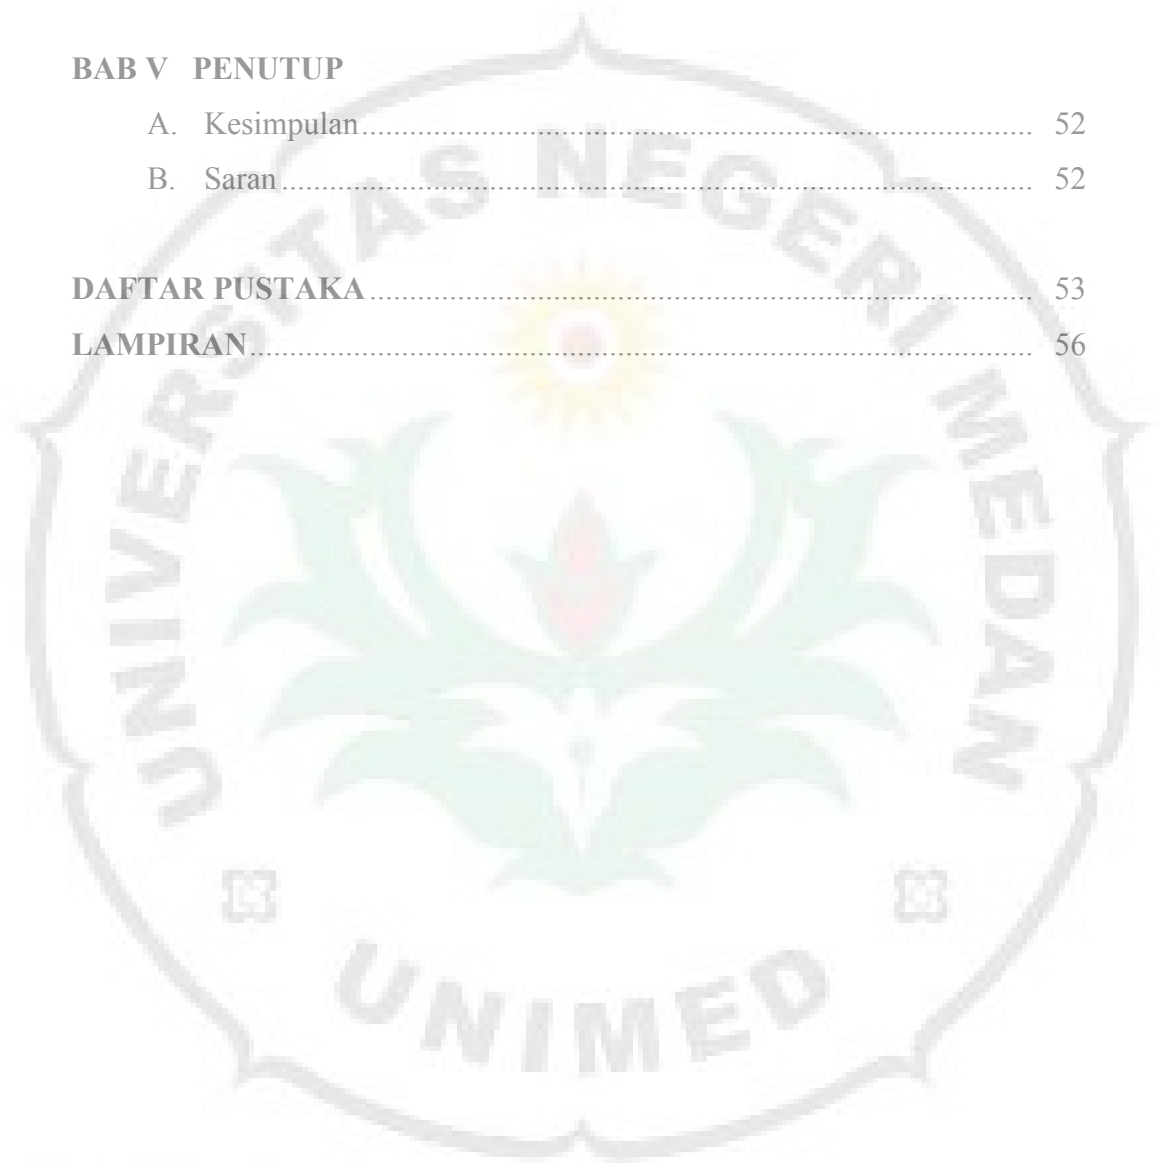 BAB V PENUTUP
A. Kesimpulan........................................................................................ 52
B. Saran.................................................................................................. 52
DAFTAR PUSTAKA...................................................................................... 53
LAMPIRAN..................................................................................................... 56
UNIVERSITAS NEGERI MEDAN
UNIMED